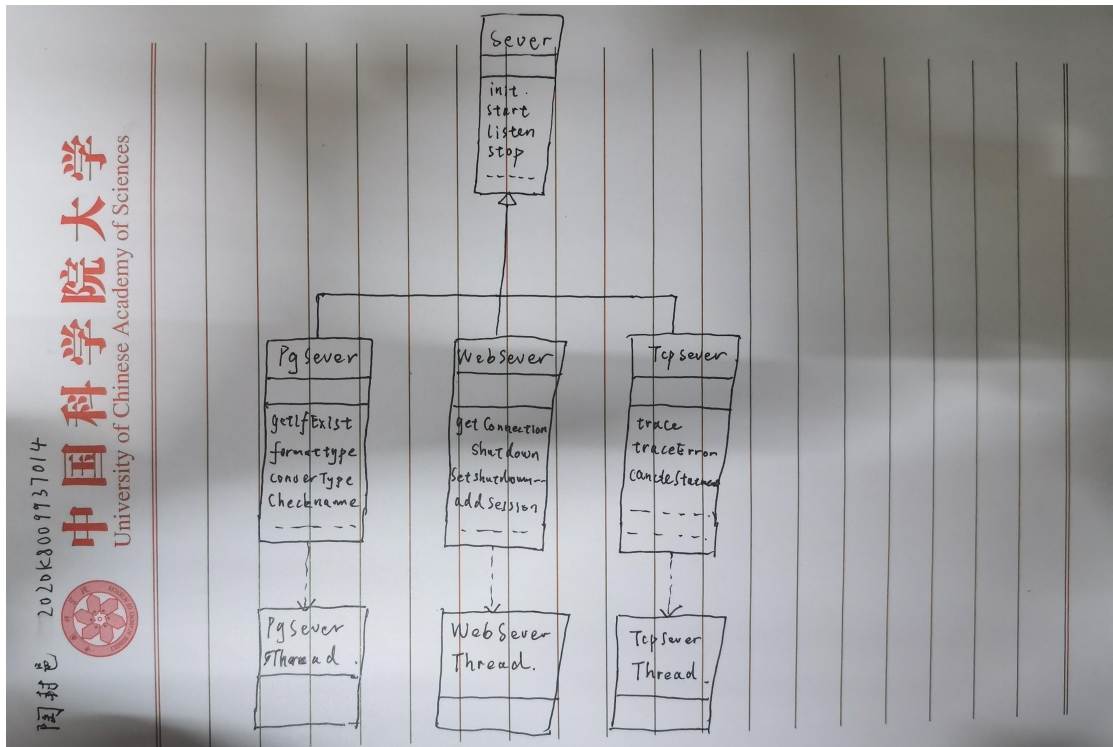 Sever
init.
start
listen
stop
PgSever
getIfExist
formattype
converType
Checkname
WebSever
getConnection
Shutdown
Setshutdown--
addSession
TcpSever
trace
traceError
PgSever
Thread.
WebSever
Thread.
TcpSever
Thread.
中国科学院大学
University of Chinese Academy of Sciences
2020K8009937014